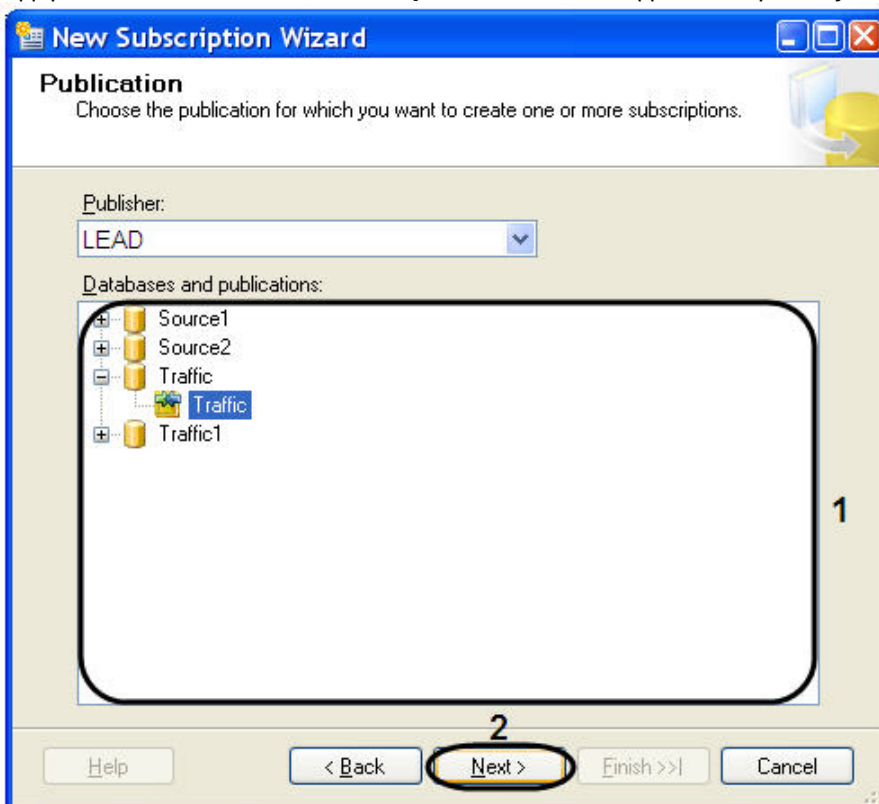 New Subscription Wizard
Publication
Choose the publication for which you want to create one or more subscriptions.
Publisher:
LEAD
Databases and publications:
Source1
Source2
Traffic
Traffic
Traffic1
1
2
Help
< Back
Next >
Finish >>|
Cancel